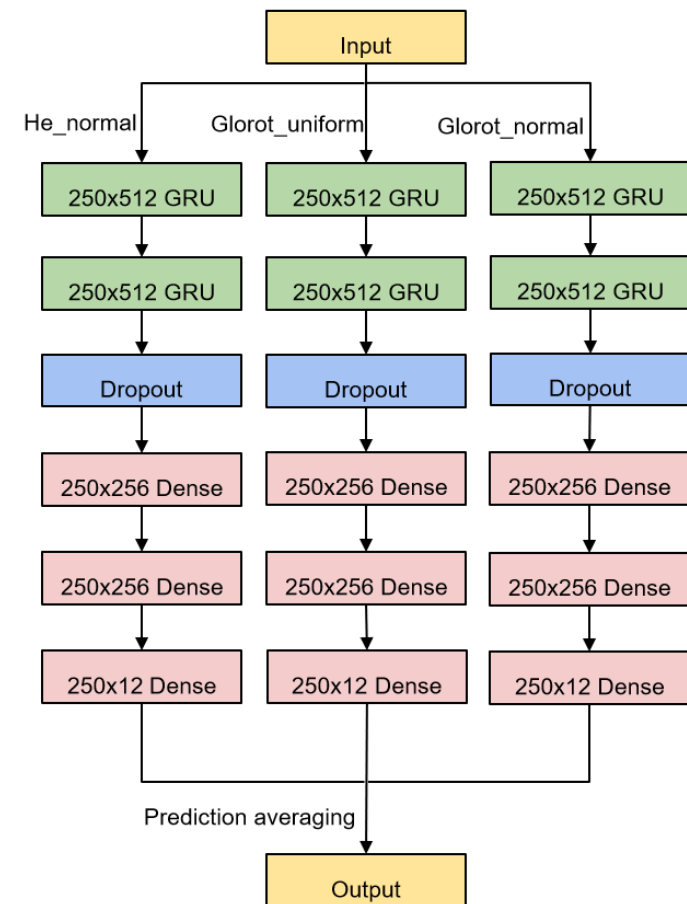 Input
He_normal
Glorot_uniform
Glorot_normal
250x512 GRU
250x512 GRU
250x512 GRU
250x512 GRU
250x512 GRU
250x512 GRU
Dropout
Dropout
Dropout
250x256 Dense
250x256 Dense
250x256 Dense
250x256 Dense
250x256 Dense
250x256 Dense
250x12 Dense
250x12 Dense
250x12 Dense
Prediction averaging
Output